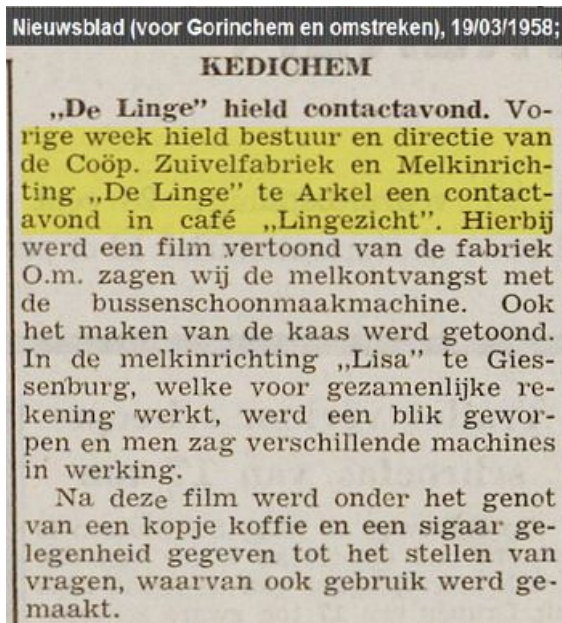 Nieuwsblad (voor Gorinchem en omstreken), 19/03/1958;
KEDICHEM
„De Linge” hield contactavond. Vo-
rige week hield bestuur en directie van
de Coöp. Zuivelfabriek en Melkinrich-
ting „De Linge” te Arkel een contact-
avond in café „Lingezicht”. Hierbij
werd een film vertoond van de fabriek
O.m. zagen wij de melkontvangst met
de bussenschoonmaakmachine. Ook
het maken van de kaas werd getoond.
In de melkinrichting „Lisa” te Gies-
senburg, welke voor gezamenlijke re-
kening werkt, werd een blik gewor-
pen en men zag verschillende machines
in werking.
Na deze film werd onder het genot
van een kopje koffie en een sigaar ge-
legenheid gegeven tot het stellen van
vragen, waarvan ook gebruik werd ge-
maakt.